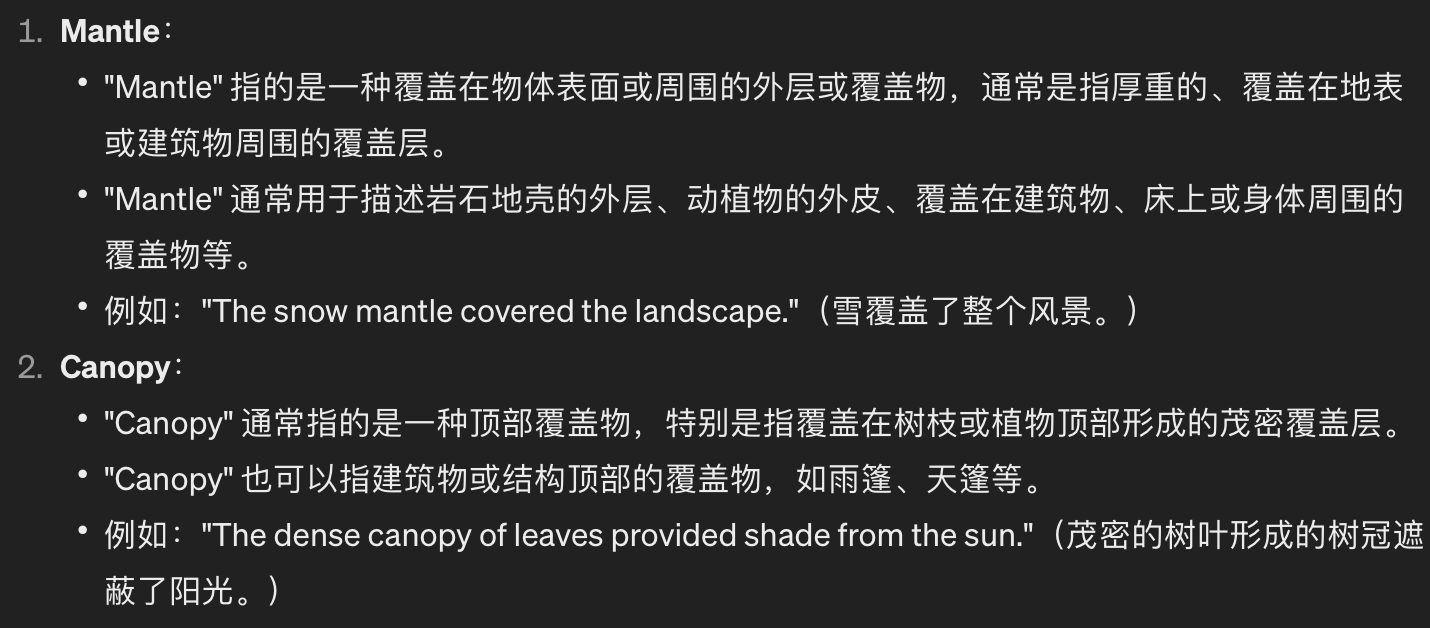 1. Mantle：
• "Mantle" 指的是一种覆盖在物体表面或周围的外层或覆盖物，通常是指厚重的、覆盖在地表
或建筑物周围的覆盖层。
• "Mantle" 通常用于描述岩石地壳的外层、动植物的外皮、覆盖在建筑物、床上或身体周围的
覆盖物等。
• 例如："The snow mantle covered the landscape."（雪覆盖了整个风景。）
2. Canopy：
• "Canopy" 通常指的是一种顶部覆盖物，特别是指覆盖在树枝或植物顶部形成的茂密覆盖层。
• "Canopy" 也可以指建筑物或结构顶部的覆盖物，如雨篷、天篷等。
• 例如："The dense canopy of leaves provided shade from the sun."（茂密的树叶形成的树冠遮
蔽了阳光。）